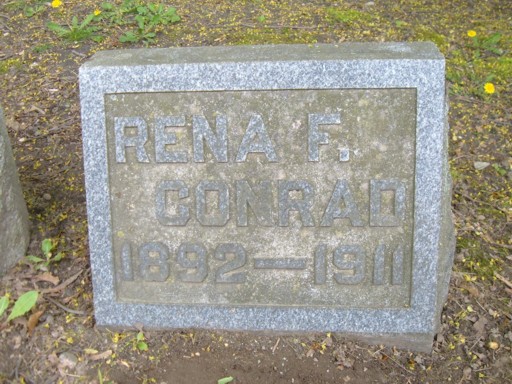 RENA F.
CONRAD
1892-1911